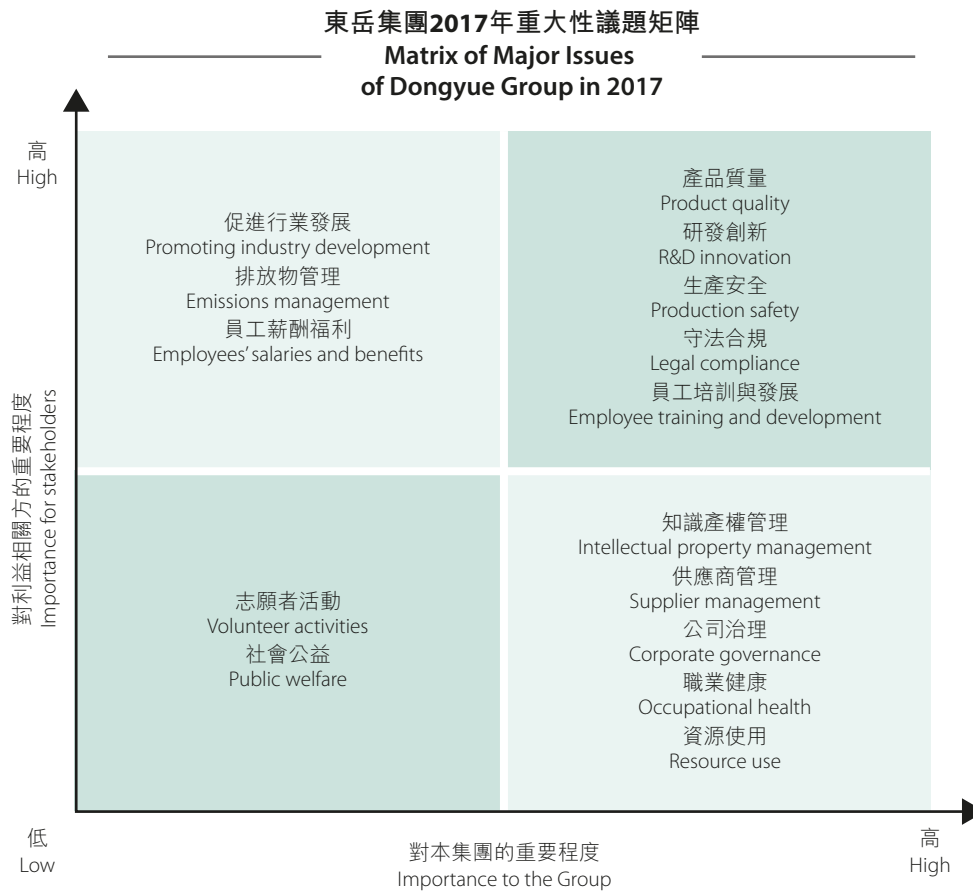 東岳集團2017年重大性議題矩陣
Matrix of Major Issues
of Dongyue Group in 2017
高
High
對利益相關方的重要程度
Importance for stakeholders
促進行業發展
Promoting industry development
排放物管理
Emissions management
員工薪酬福利
Employees' salaries and benefits
產品質量
Product quality
研發創新
R&D innovation
生產安全
Production safety
守法合規
Legal compliance
員工培訓與發展
Employee training and development
志願者活動
Volunteer activities
社會公益
Public welfare
知識產權管理
Intellectual property management
供應商管理
Supplier management
公司治理
Corporate governance
職業健康
Occupational health
資源使用
Resource use
低
Low
對本集團的重要程度
Importance to the Group
高
High